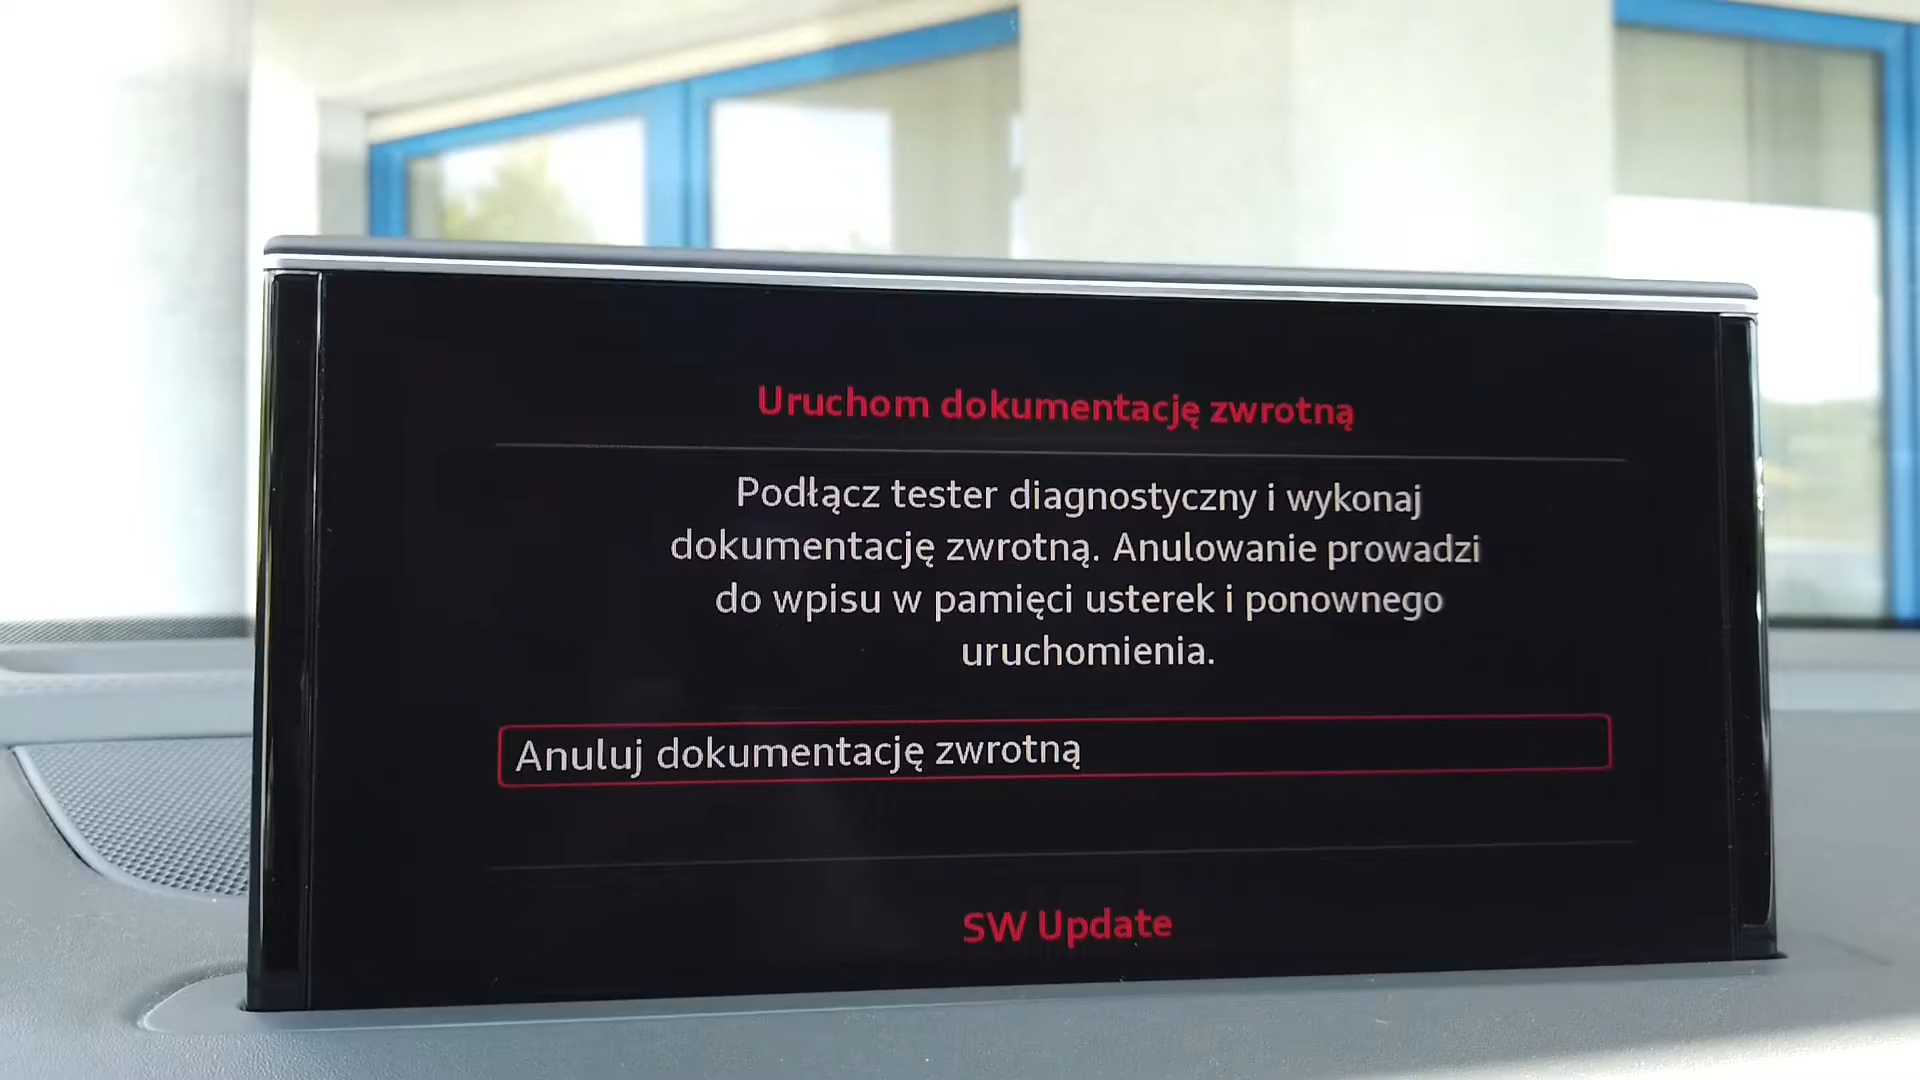 Uruchom dokumentację zwrotną
Podłącz tester diagnostyczny i wykonaj
dokumentację zwrotną. Anulowanie prowadzi
do wpisu w pamięci usterek i ponownego
uruchomienia.
Anuluj dokumentację zwrotną
SW Update